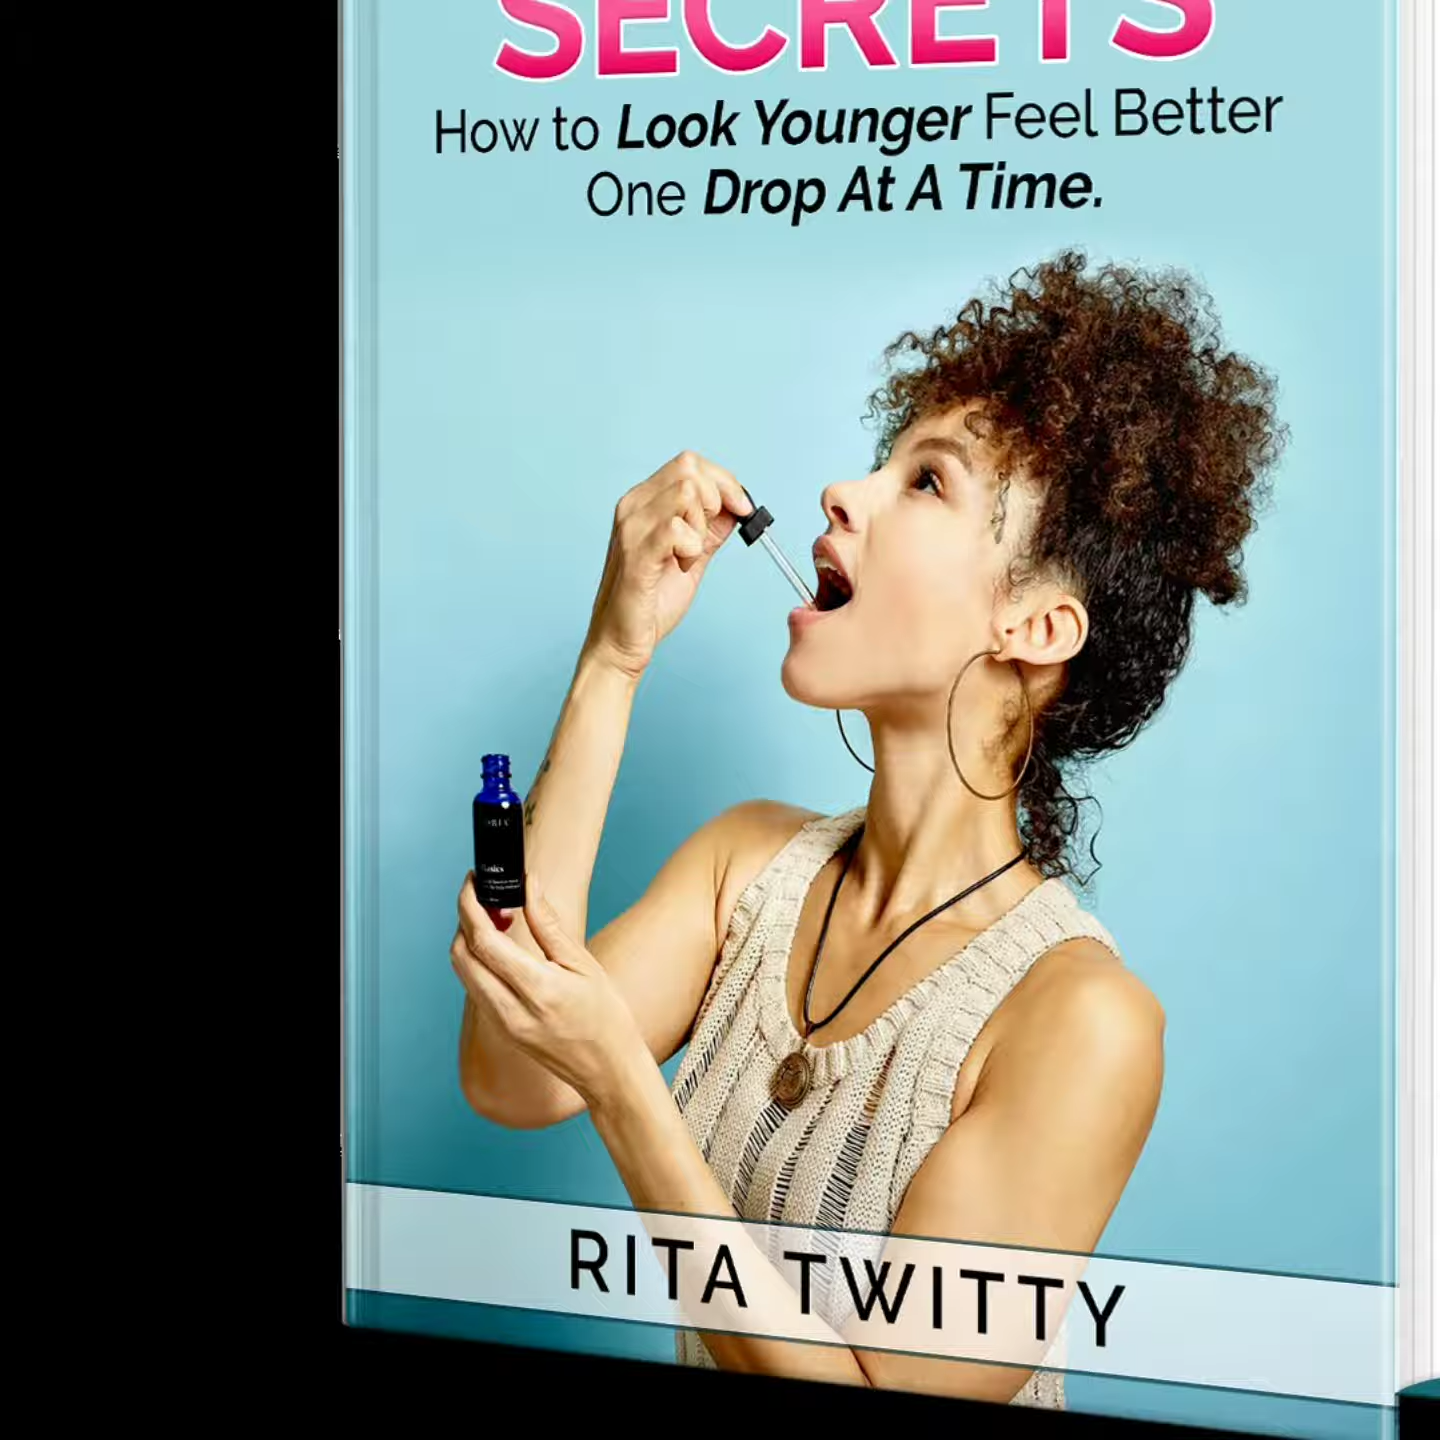 SECRETS
How to Look Younger Feel Better
One Drop At A Time.
RITA TWITTY